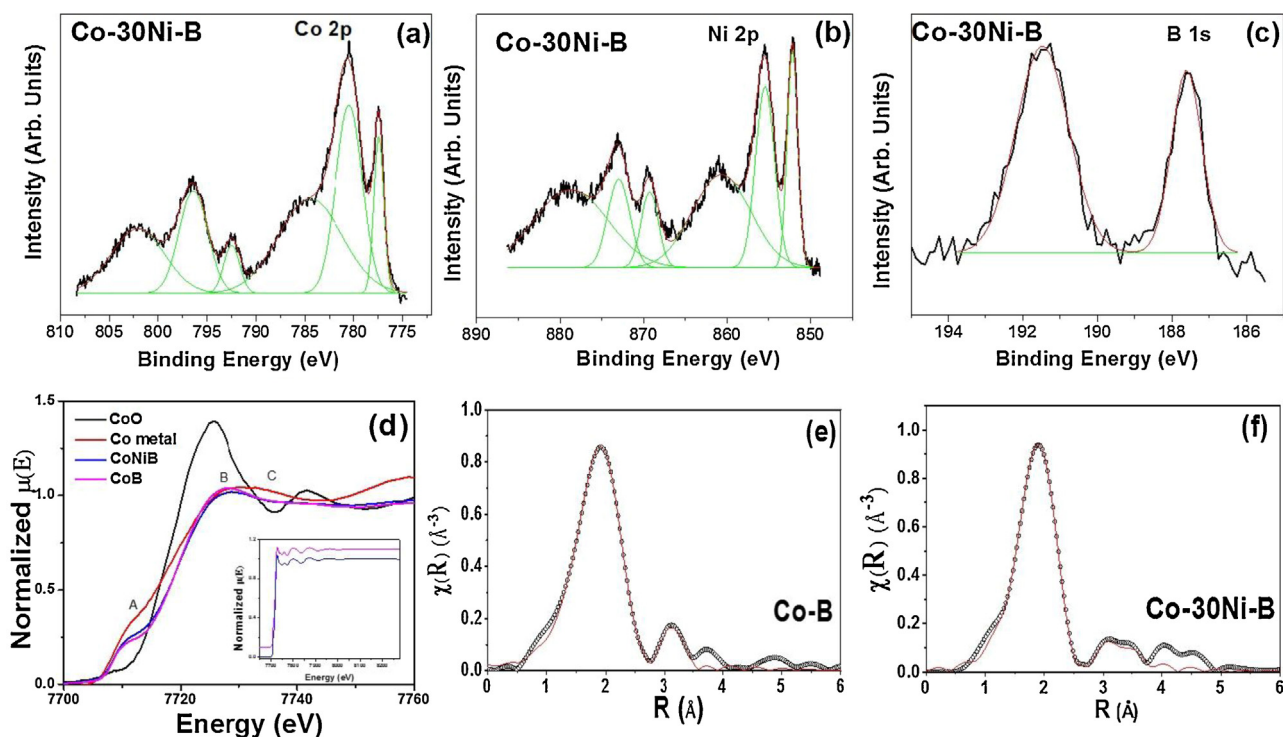 Co-30Ni-B
Co 2p
(a)
Intensity (Arb. Units)
810 805 800 795 790 785 780 775
Binding Energy (eV)
Co-30Ni-B
Ni 2p
(b)
Intensity (Arb. Units)
890 880 870 860 850
Binding Energy (eV)
Co-30Ni-B
B 1s
(c)
Intensity (Arb. Units)
194 192 190 188 186
Binding Energy (eV)
1.5
1.0
0.5
0.0
Normalized μ(E)
CoO
Co metal
CoNiB
CoB
(d)
A
B
C
Normalized μ(E)
Energy (eV)
7700 7720 7740 7760
Energy (eV)
1.0
0.8
0.6
0.4
0.2
0.0
χ(R) (Å-3)
(e)
Co-B
0 1 2 3 4 5 6
R (Å)
1.0
0.8
0.6
0.4
0.2
0.0
χ(R) (Å-3)
(f)
Co-30Ni-B
0 1 2 3 4 5 6
R (Å)